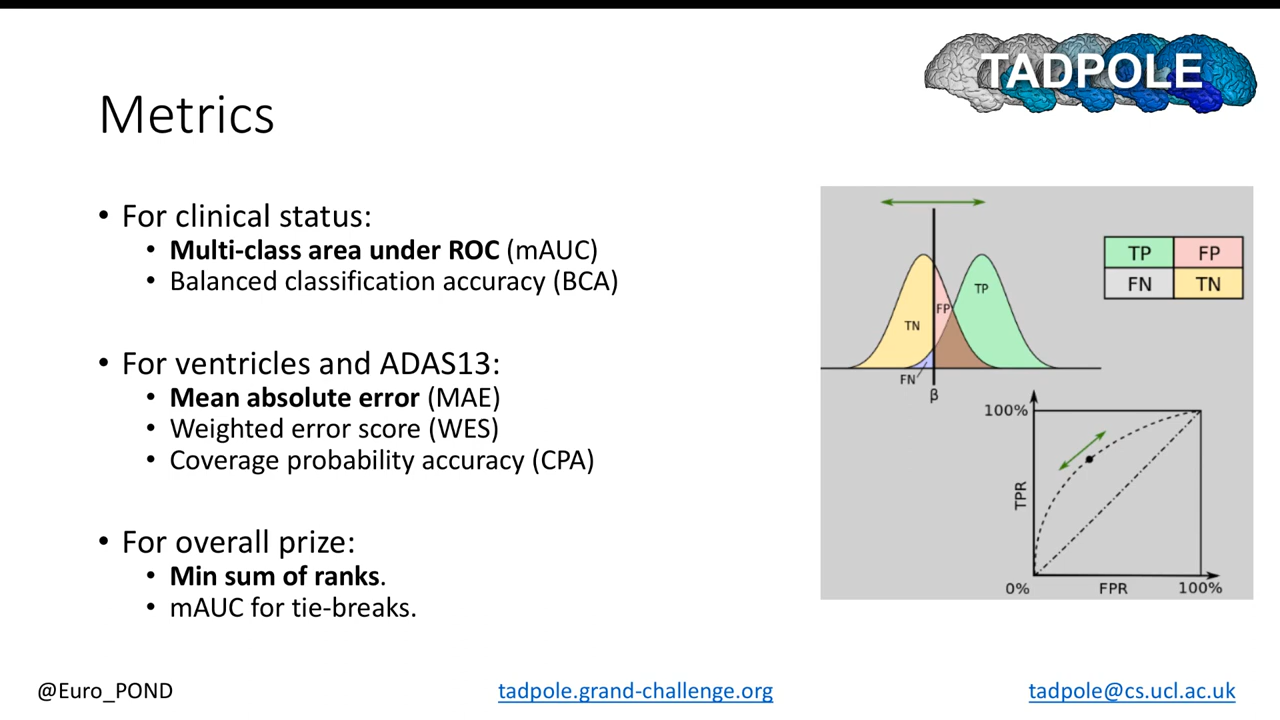 TADPOLE
Metrics
• For clinical status:
• Multi-class area under ROC (mAUC)
• Balanced classification accuracy (BCA)
• For ventricles and ADAS13:
• Mean absolute error (MAE)
• Weighted error score (WES)
• Coverage probability accuracy (CPA)
• For overall prize:
• Min sum of ranks.
• mAUC for tie-breaks.
TP FP
FN TN
TN FP TP
FN
β
100%
TPR
0% FPR 100%
@Euro_POND tadpole.grand-challenge.org tadpole@cs.ucl.ac.uk